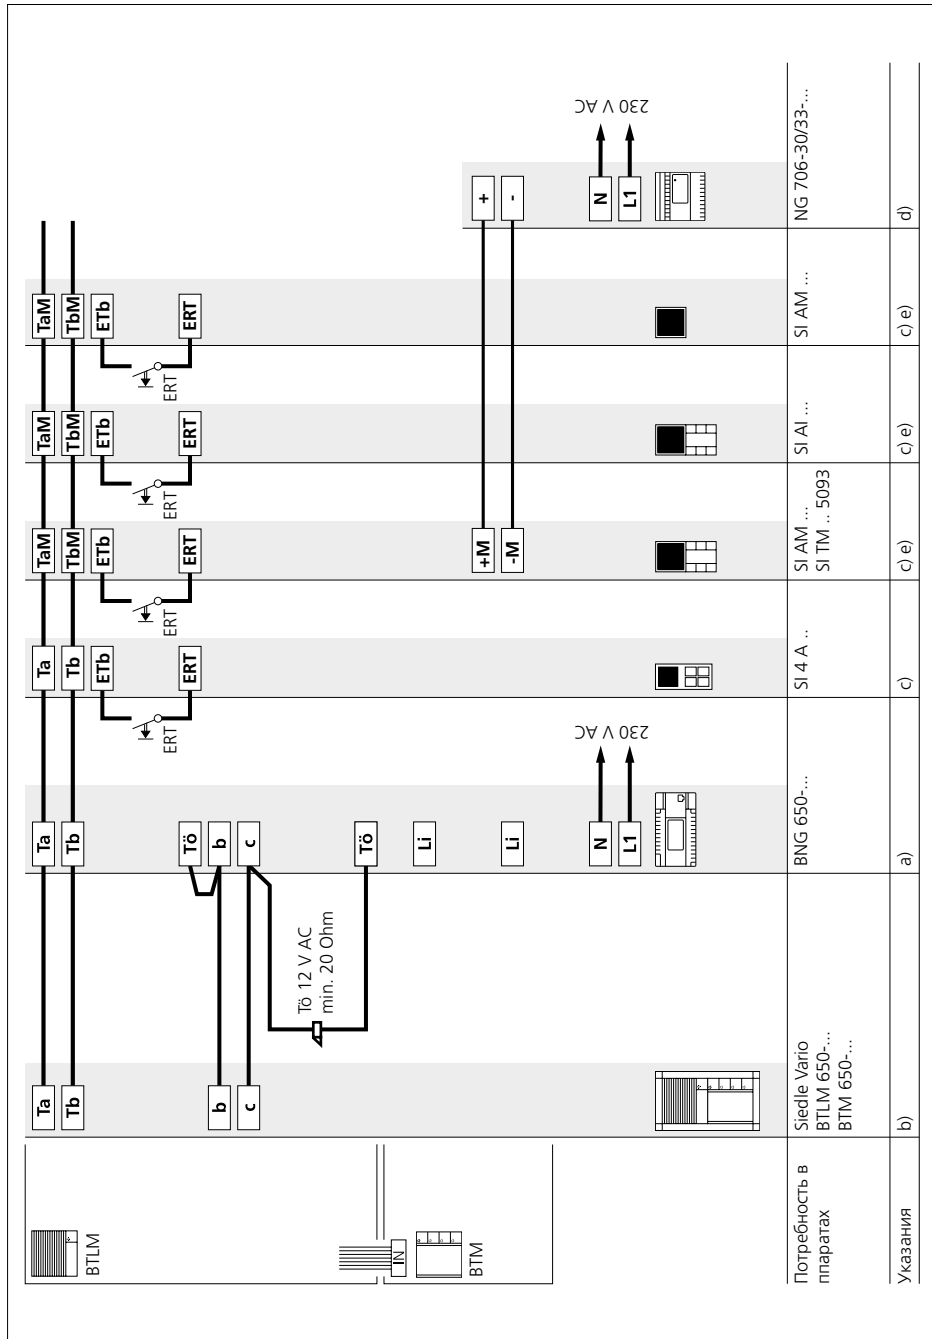 Ta Ta Ta TaM TaM TaM
Tb Tb Tb TbM TbM TbM
BTLM ETb ETb ETb ETb
ERT ERT ERT ERT
Tö ERT ERT ERT ERT
b b
c c
Tö 12 V AC
min. 20 Ohm
Tö
IN
Li
BTM
+M +
-M -
Li
N N
L1 L1
230 V AC 230 V AC
Потребность в
ппаратах
Siedle Vario
BTLM 650-...
BTM 650-...
BNG 650-...
SI 4 A ..
SI AM ...
SI TM .. 5093
SI AI ...
SI AM ...
NG 706-30/33-...
Указания
b)
a)
c)
c) e)
c) e)
c) e)
d)